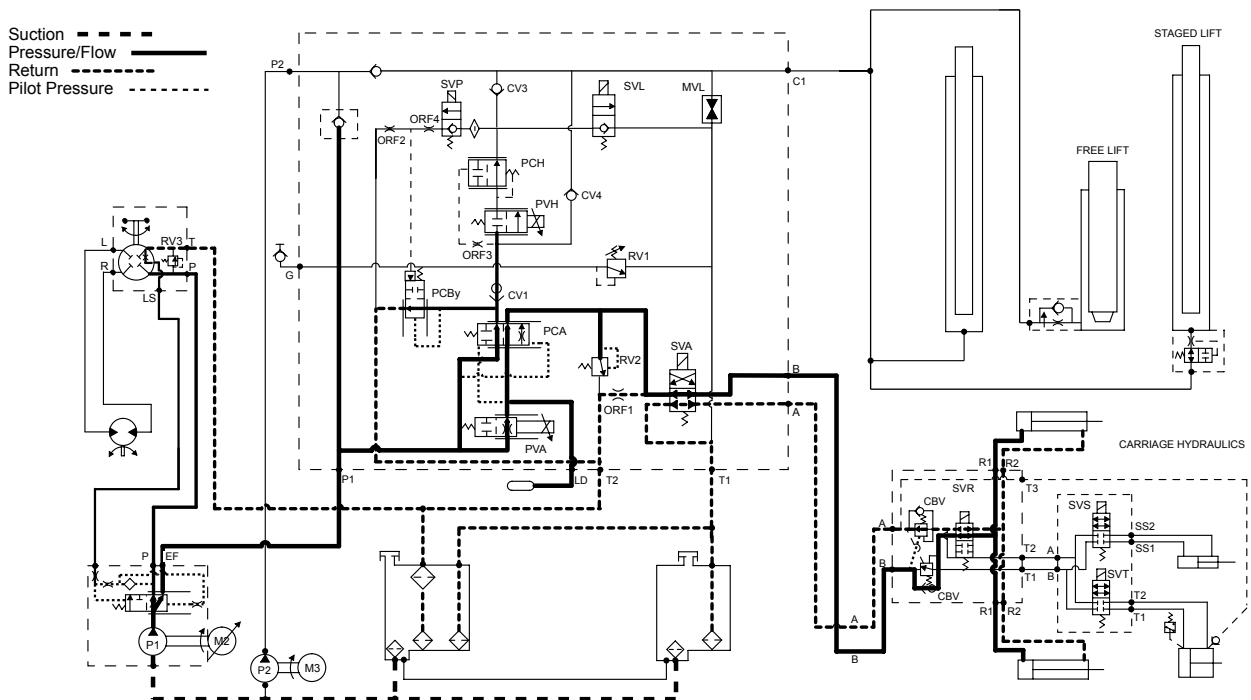 Suction
Pressure/Flow
Return
Pilot Pressure
STAGED LIFT
P2
C1
SVP
CV3
SVL
MVL
ORF4
ORF2
PCH
FREE LIFT
CV4
PVH
L
RV3
T
ORF3
R
P
RV1
G
LS
PCBy
CV1
PCA
RV2
SVA
B
ORF1
A
PVA
CARRIAGE HYDRAULICS
R1
R2
P1
LD
T2
T1
T3
SVR
CBV
SVS
SS2
A
SS1
T2
A
P
EF
B
T1
B
SVT
CBV
T2
R1
R2
T1
P1
M2
A
B
P2
M3